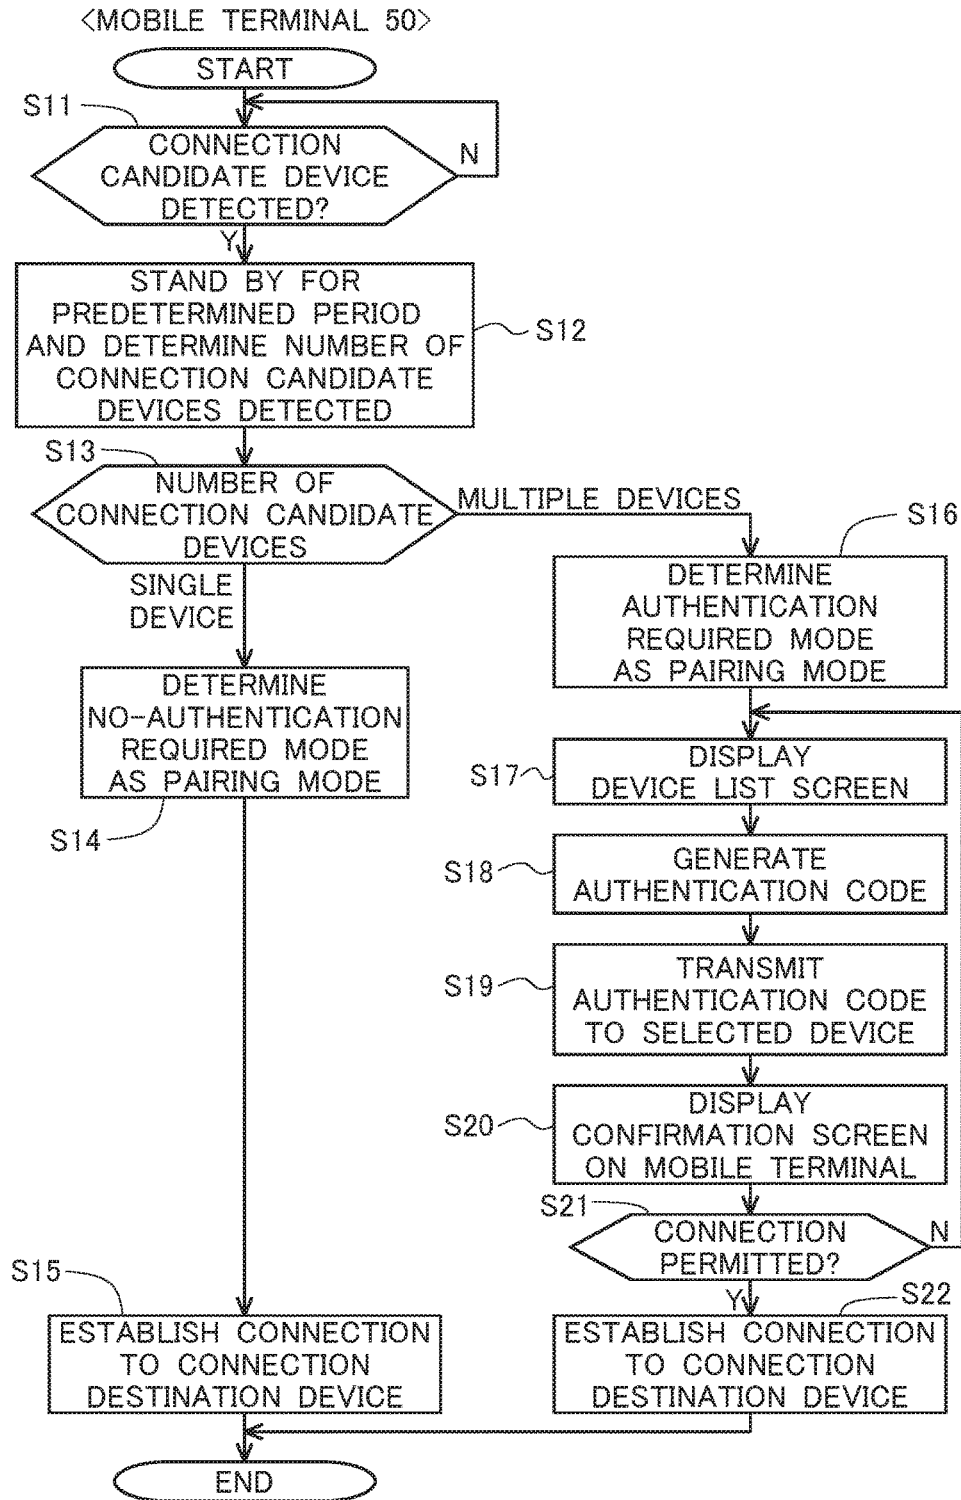 <MOBILE TERMINAL 50>
START
S11
CONNECTION
CANDIDATE DEVICE
DETECTED?
N
Y
STAND BY FOR
PREDETERMINED PERIOD
AND DETERMINE NUMBER OF
CONNECTION CANDIDATE
DEVICES DETECTED
S12
S13
NUMBER OF
CONNECTION CANDIDATE
DEVICES
MULTIPLE DEVICES
SINGLE
DEVICE
DETERMINE
NO-AUTHENTICATION
REQUIRED MODE
AS PAIRING MODE
S14
S15
ESTABLISH CONNECTION
TO CONNECTION
DESTINATION DEVICE
S16
DETERMINE
AUTHENTICATION
REQUIRED MODE
AS PAIRING MODE
S17
DISPLAY
DEVICE LIST SCREEN
S18
GENERATE
AUTHENTICATION CODE
S19
TRANSMIT
AUTHENTICATION CODE
TO SELECTED DEVICE
S20
DISPLAY
CONFIRMATION SCREEN
ON MOBILE TERMINAL
S21
CONNECTION
PERMITTED?
N
Y
S22
ESTABLISH CONNECTION
TO CONNECTION
DESTINATION DEVICE
END